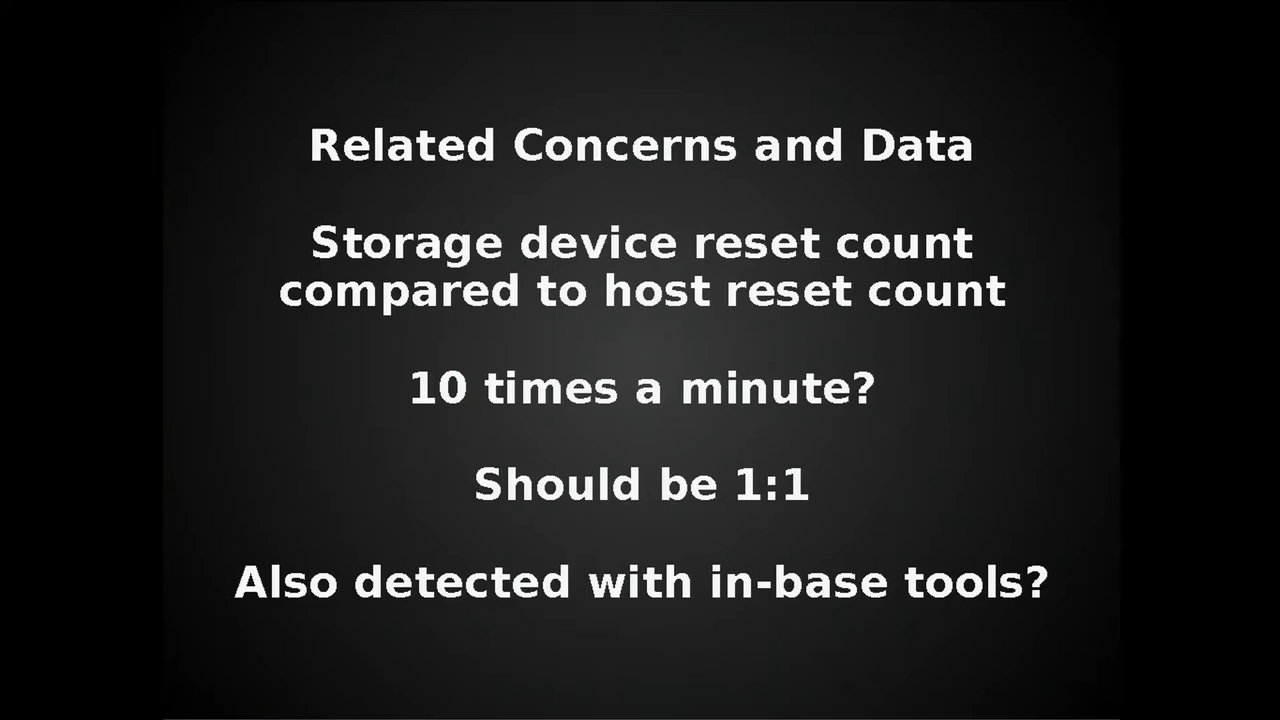 Related Concerns and Data
Storage device reset count
compared to host reset count
10 times a minute?
Should be 1:1
Also detected with in-base tools?